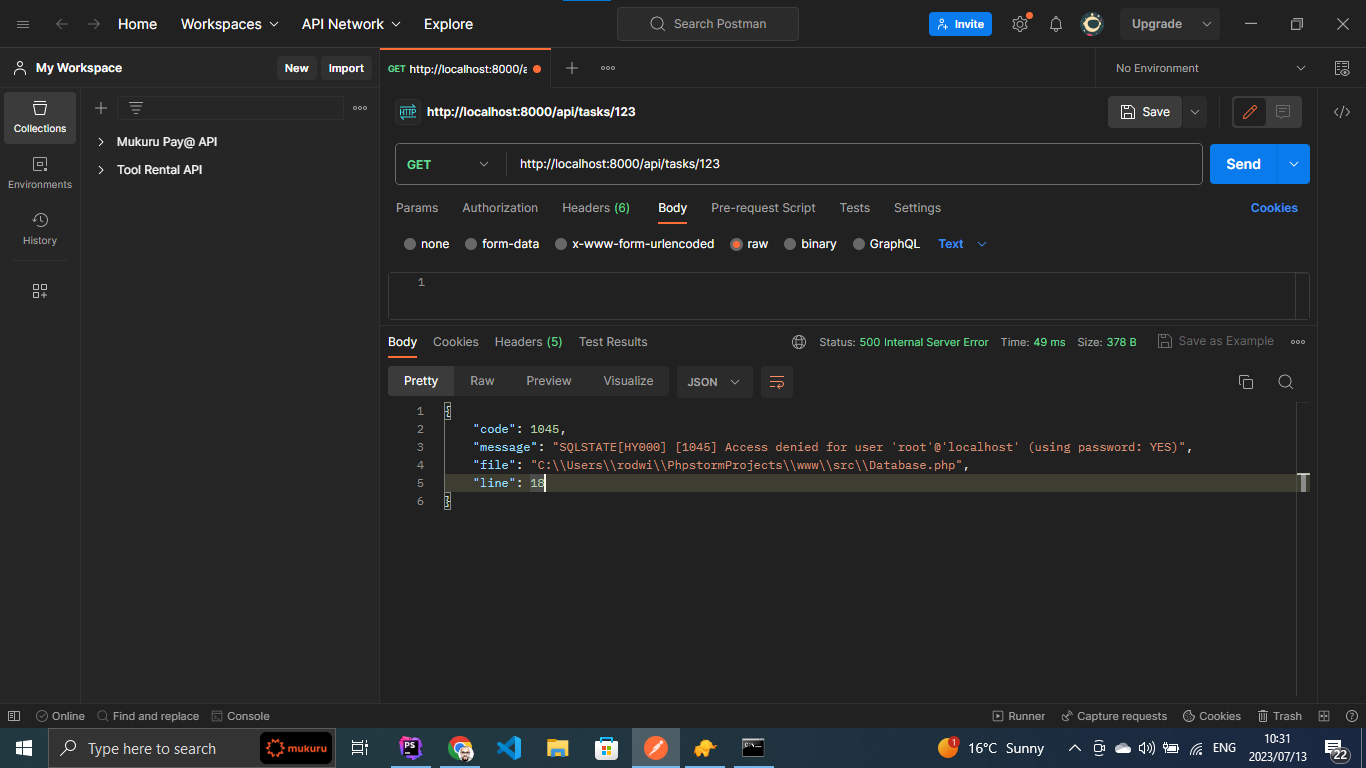 Home
Workspaces
API Network
Explore
Search Postman
Invite
Upgrade
My Workspace
New
Import
GET http://localhost:8000/a
No Environment
Collections
Environments
History
Mukuru Pay@ API
Tool Rental API
HTTP http://localhost:8000/api/tasks/123
Save
GET
http://localhost:8000/api/tasks/123
Send
Params
Authorization
Headers (6)
Body
Pre-request Script
Tests
Settings
Cookies
none
form-data
x-www-form-urlencoded
raw
binary
GraphQL
Text
1
Body
Cookies
Headers (5)
Test Results
Status: 500 Internal Server Error
Time: 49 ms
Size: 378 B
Save as Example
Pretty
Raw
Preview
Visualize
JSON
1 {
2 "code": 1045,
3 "message": "SQLSTATE[HY000] [1045] Access denied for user 'root'@'localhost' (using password: YES)",
4 "file": "C:\\Users\\rodwi\\PhpstormProjects\\www\\src\\Database.php",
5 "line": 18
6 }
Online
Find and replace
Console
Runner
Capture requests
Cookies
Trash
Type here to search
mukuru
PS
1
16°C Sunny
ENG
10:31
2023/07/13
22